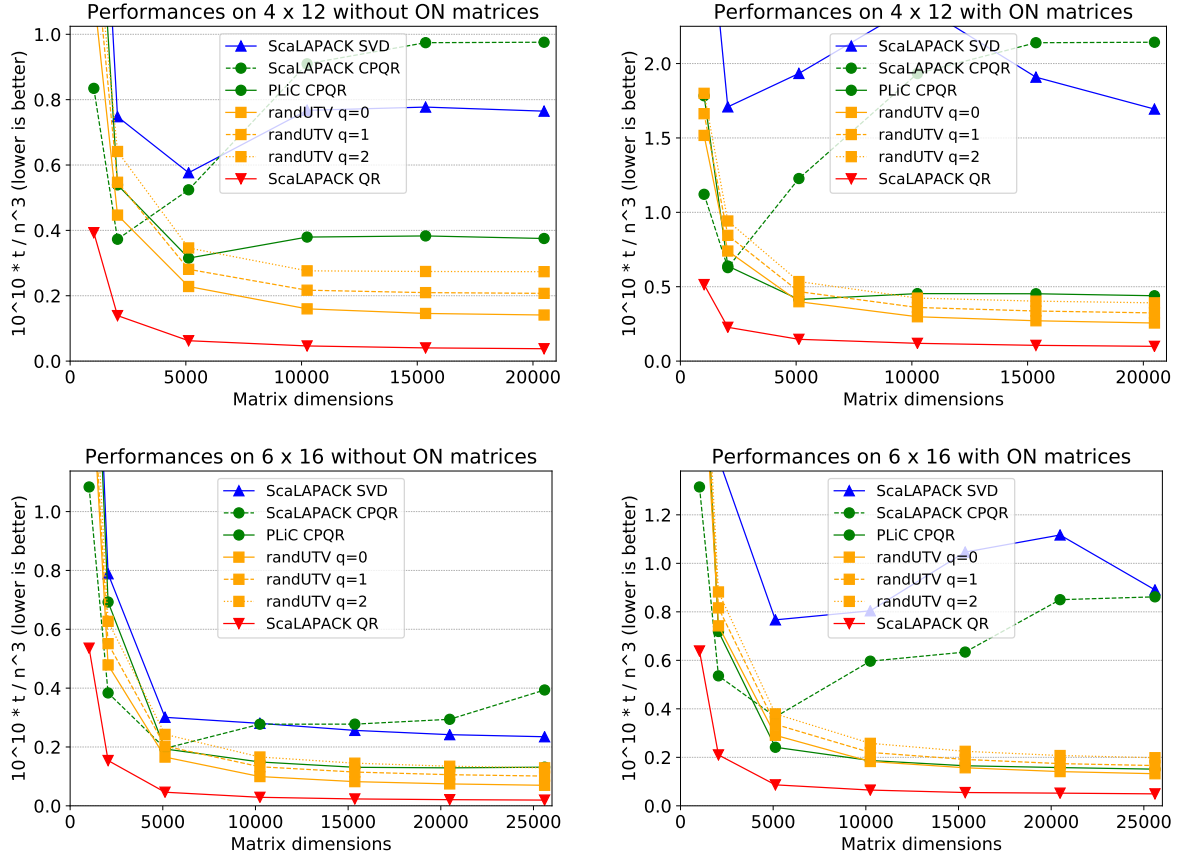 Performances on 4 x 12 without ON matrices
10^10 * t / n^3 (lower is better)
1.0
0.8
0.6
0.4
0.2
0.0
ScaLAPACK SVD
ScaLAPACK CPQR
PLiC CPQR
randUTV q=0
randUTV q=1
randUTV q=2
ScaLAPACK QR
0 5000 10000 15000 20000
Matrix dimensions
Performances on 4 x 12 with ON matrices
10^10 * t / n^3 (lower is better)
2.0
1.5
1.0
0.5
0.0
ScaLAPACK SVD
ScaLAPACK CPQR
PLiC CPQR
randUTV q=0
randUTV q=1
randUTV q=2
ScaLAPACK QR
0 5000 10000 15000 20000
Matrix dimensions
Performances on 6 x 16 without ON matrices
10^10 * t / n^3 (lower is better)
1.0
0.8
0.6
0.4
0.2
0.0
ScaLAPACK SVD
ScaLAPACK CPQR
PLiC CPQR
randUTV q=0
randUTV q=1
randUTV q=2
ScaLAPACK QR
0 5000 10000 15000 20000 25000
Matrix dimensions
Performances on 6 x 16 with ON matrices
10^10 * t / n^3 (lower is better)
1.2
1.0
0.8
0.6
0.4
0.2
0.0
ScaLAPACK SVD
ScaLAPACK CPQR
PLiC CPQR
randUTV q=0
randUTV q=1
randUTV q=2
ScaLAPACK QR
0 5000 10000 15000 20000 25000
Matrix dimensions